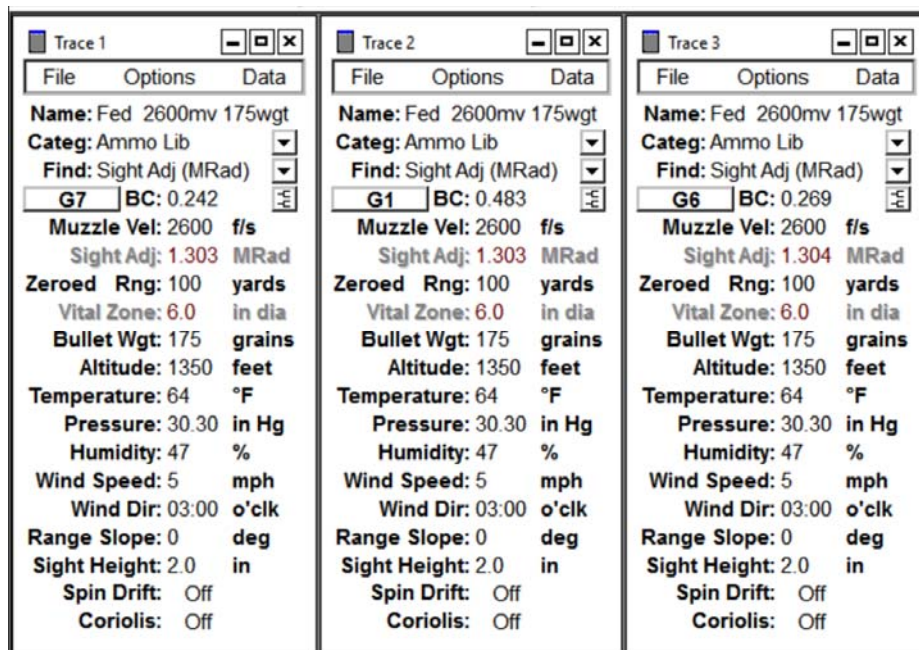 Trace 1
File Options Data
Name: Fed 2600mv 175wgt
Categ: Ammo Lib
Find: Sight Adj (MRad)
G7 BC: 0.242
Muzzle Vel: 2600 f/s
Sight Adj: 1.303 MRad
Zeroed Rng: 100 yards
Vital Zone: 6.0 in dia
Bullet Wgt: 175 grains
Altitude: 1350 feet
Temperature: 64 °F
Pressure: 30.30 in Hg
Humidity: 47 %
Wind Speed: 5 mph
Wind Dir: 03:00 o'clk
Range Slope: 0 deg
Sight Height: 2.0 in
Spin Drift: Off
Coriolis: Off
Trace 2
File Options Data
Name: Fed 2600mv 175wgt
Categ: Ammo Lib
Find: Sight Adj (MRad)
G1 BC: 0.483
Muzzle Vel: 2600 f/s
Sight Adj: 1.303 MRad
Zeroed Rng: 100 yards
Vital Zone: 6.0 in dia
Bullet Wgt: 175 grains
Altitude: 1350 feet
Temperature: 64 °F
Pressure: 30.30 in Hg
Humidity: 47 %
Wind Speed: 5 mph
Wind Dir: 03:00 o'clk
Range Slope: 0 deg
Sight Height: 2.0 in
Spin Drift: Off
Coriolis: Off
Trace 3
File Options Data
Name: Fed 2600mv 175wgt
Categ: Ammo Lib
Find: Sight Adj (MRad)
G6 BC: 0.269
Muzzle Vel: 2600 f/s
Sight Adj: 1.304 MRad
Zeroed Rng: 100 yards
Vital Zone: 6.0 in dia
Bullet Wgt: 175 grains
Altitude: 1350 feet
Temperature: 64 °F
Pressure: 30.30 in Hg
Humidity: 47 %
Wind Speed: 5 mph
Wind Dir: 03:00 o'clk
Range Slope: 0 deg
Sight Height: 2.0 in
Spin Drift: Off
Coriolis: Off